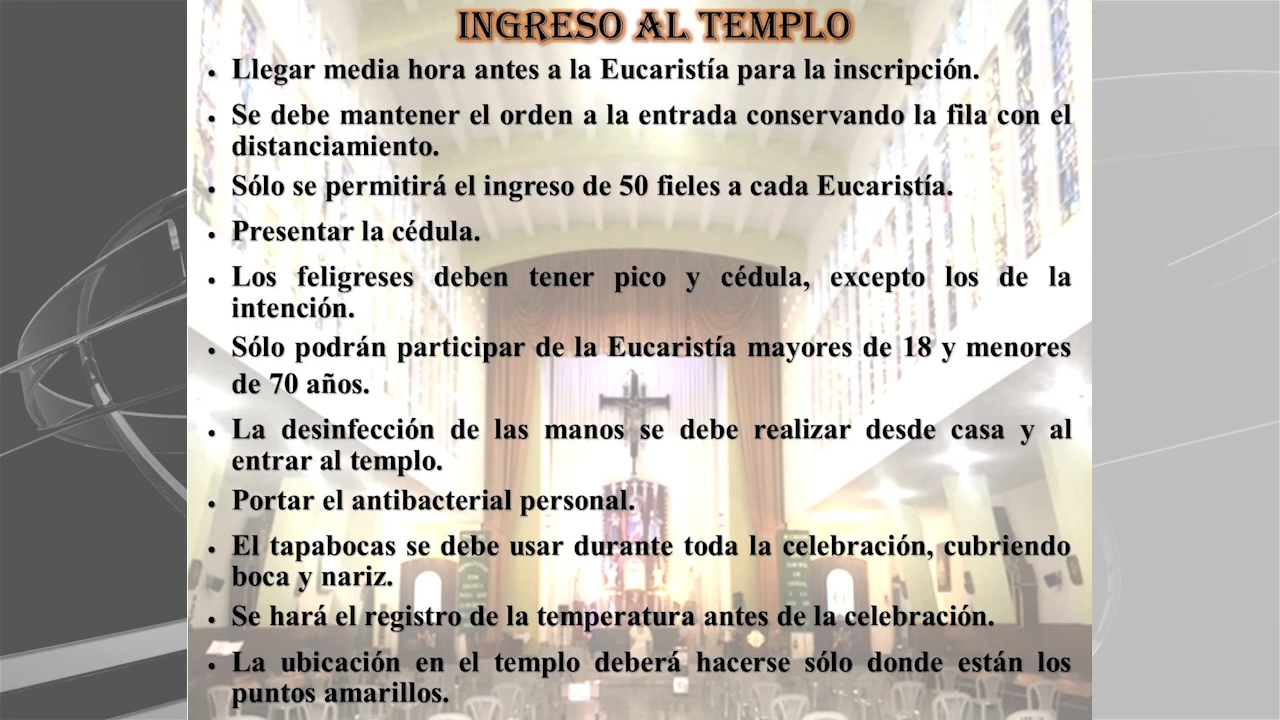 INGRESO AL TEMPLO
• Llegar media hora antes a la Eucaristía para la inscripción.
• Se debe mantener el orden a la entrada conservando la fila con el
distanciamiento.
• Sólo se permitirá el ingreso de 50 fieles a cada Eucaristía.
• Presentar la cédula.
• Los feligreses deben tener pico y cédula, excepto los de la
intención.
• Sólo podrán participar de la Eucaristía mayores de 18 y menores
de 70 años.
• La desinfección de las manos se debe realizar desde casa y al
entrar al templo.
• Portar el antibacterial personal.
• El tapabocas se debe usar durante toda la celebración, cubriendo
boca y nariz.
• Se hará el registro de la temperatura antes de la celebración.
• La ubicación en el templo deberá hacerse sólo donde están los
puntos amarillos.